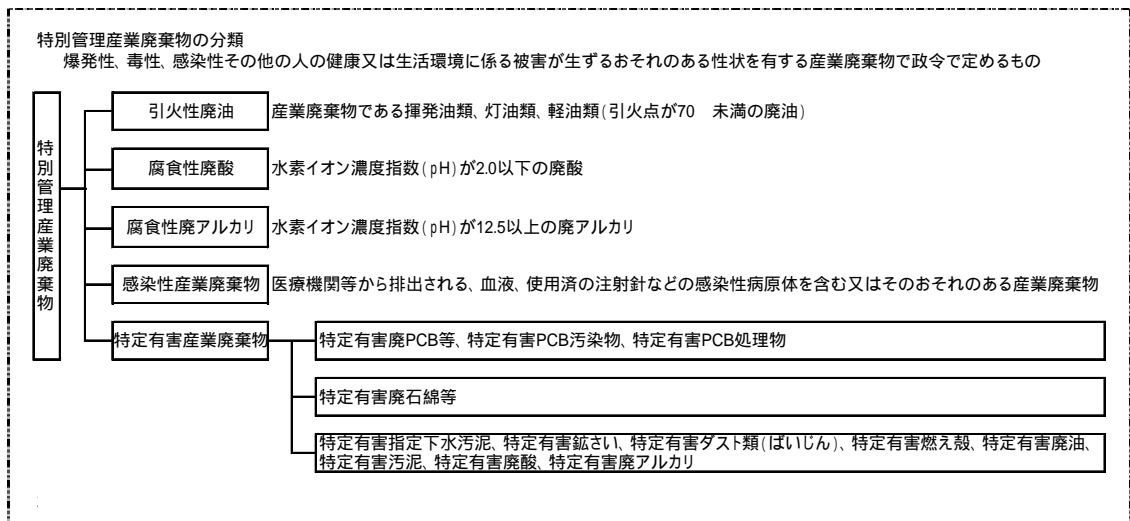 特別管理産業廃棄物の分類
爆発性、毒性、感染性その他の人の健康又は生活環境に係る被害が生ずるおそれのある性状を有する産業廃棄物で政令で定めるもの
特別管理産業廃棄物
引火性廃油 産業廃棄物である揮発油類、灯油類、軽油類(引火点が70 未満の廃油)
腐食性廃酸 水素イオン濃度指数(pH)が2.0以下の廃酸
腐食性廃アルカリ 水素イオン濃度指数(pH)が12.5以上の廃アルカリ
感染性産業廃棄物 医療機関等から排出される、血液、使用済の注射針などの感染性病原体を含む又はそのおそれのある産業廃棄物
特定有害産業廃棄物 特定有害廃PCB等、特定有害PCB汚染物、特定有害PCB処理物
特定有害廃石綿等
特定有害指定下水汚泥、特定有害鉱さい、特定有害ダスト類(ばいじん)、特定有害燃え殻、特定有害廃油、
特定有害汚泥、特定有害廃酸、特定有害廃アルカリ